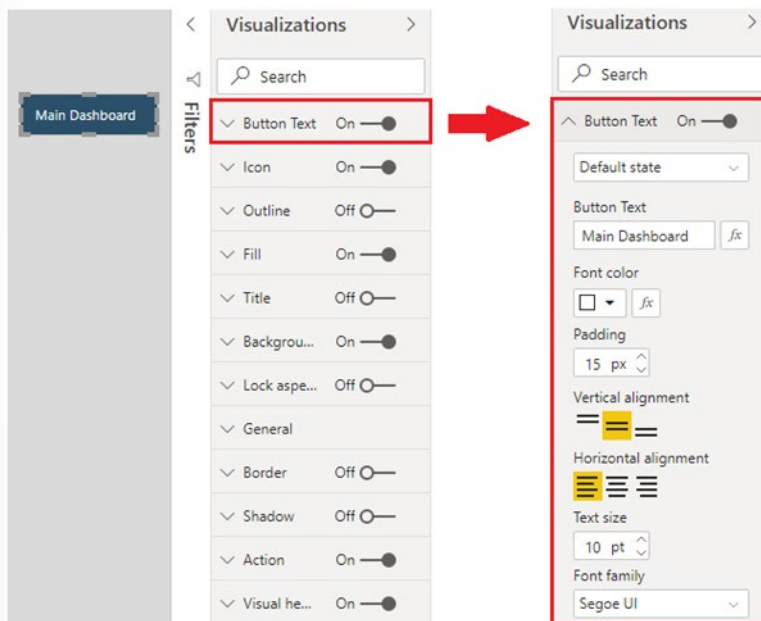 Main Dashboard
Filters
Visualizations
Search
Button Text On
Icon On
Outline Off
Fill On
Title Off
Backgrou... On
Lock aspe... Off
General
Border Off
Shadow Off
Action On
Visual he... On
Visualizations
Search
Button Text On
Default state
Button Text
Main Dashboard fx
Font color
fx
Padding
15 px
Vertical alignment
Horizontal alignment
Text size
10 pt
Font family
Segoe UI